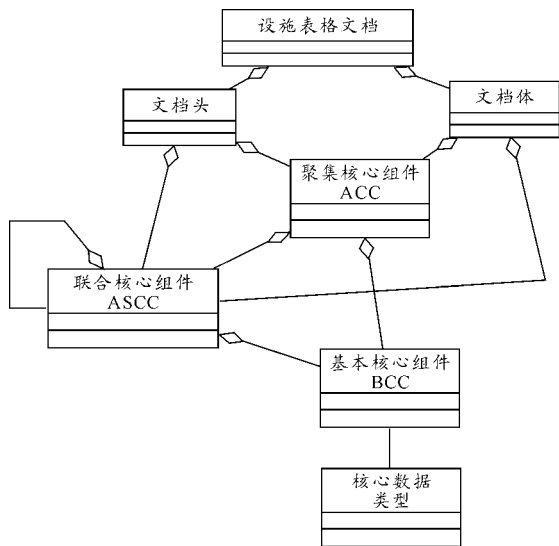 设施表格文档
文档头
文档体
聚集核心组件
ACC
联合核心组件
ASCC
基本核心组件
BCC
核心数据
类型